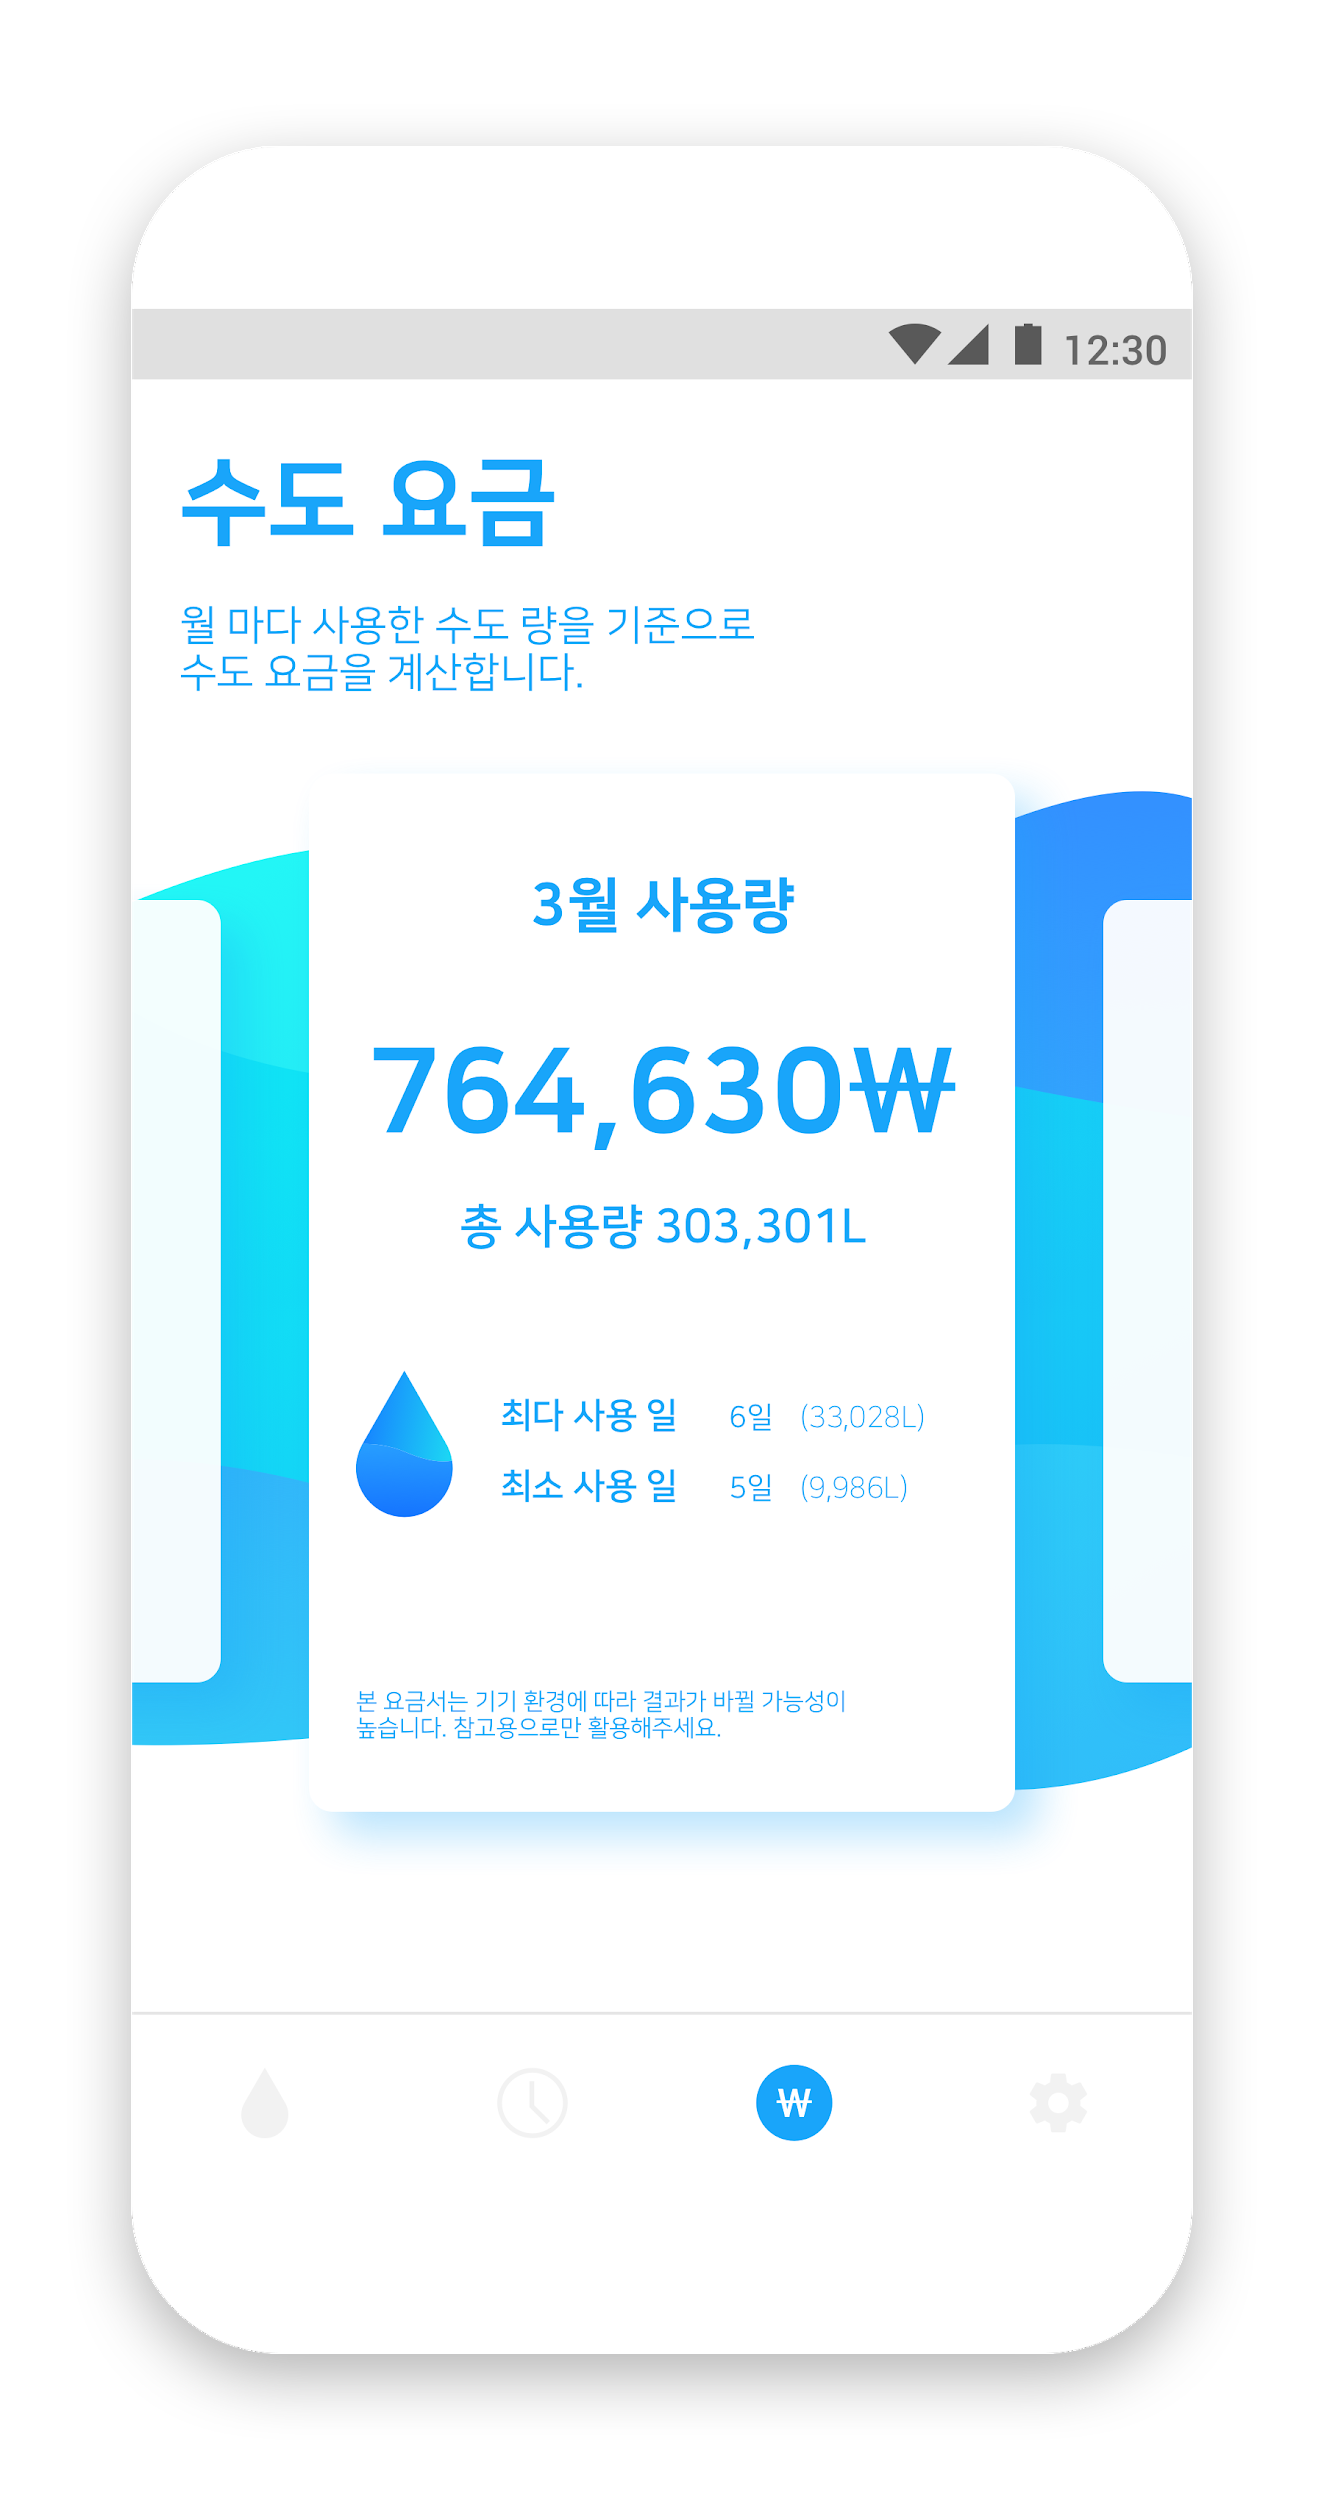 12:30
수도 요금
월 마다 사용한 수도 량을 기준으로
수도 요금을 계산합니다.
3월 사용량
764,630₩
총 사용량 303,301L
최다 사용 일 6일 (33,028L)
최소 사용 일 5일 (9,986L)
본 요금서는 기기 환경에 따라 결과가 바뀔 가능성이
높습니다. 참고용으로만 활용해주세요.
₩